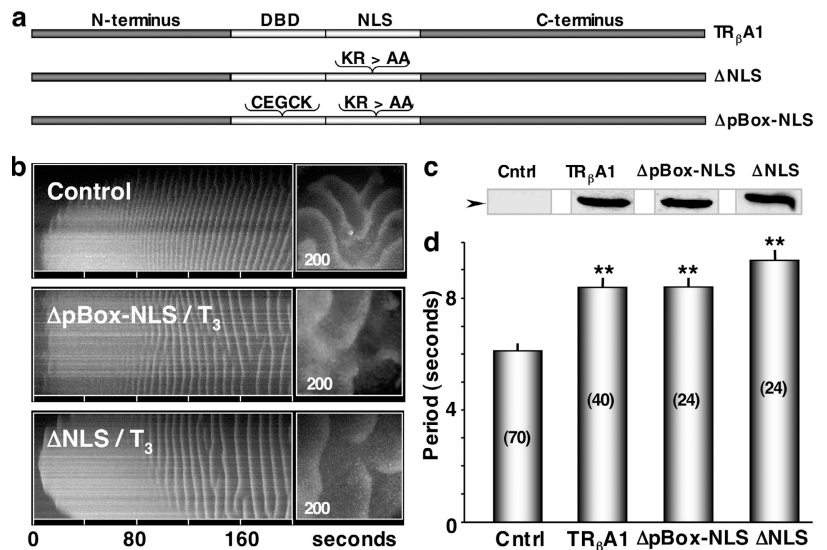 a
N-terminus DBD NLS C-terminus
TRβA1
KR > AA
ΔNLS
CEGCK KR > AA
ΔpBox-NLS
b
Control
200
ΔpBox-NLS / T3
200
ΔNLS / T3
200
0 80 160 seconds
c
Cntrl TRβA1 ΔpBox-NLS ΔNLS
d
Period (seconds)
8
4
0
(70)
**
(40)
**
(24)
**
(24)
Cntrl TRβA1 ΔpBox-NLS ΔNLS